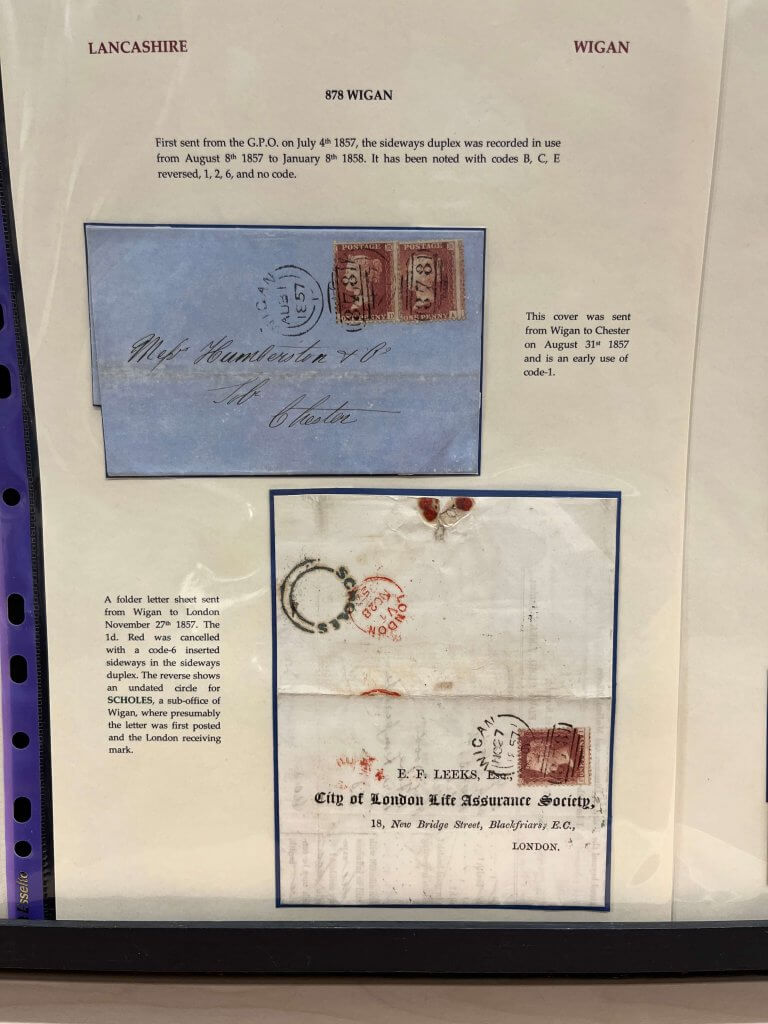 LANCASHIRE
WIGAN
878 WIGAN
First sent from the G.P.O. on July 4th 1857, the sideways duplex was recorded in use
from August 8th 1857 to January 8th 1858. It has been noted with codes B, C, E
reversed, 1, 2, 6, and no code.
POSTAGE
POSTAGE
878
878
ONE PENNY
ONE PENNY
WIGAN
AU31
1857
Messrs Humberston & Co
Chester
This cover was sent
from Wigan to Chester
on August 31st 1857
and is an early use of
code-1.
SCHOLES
LONDON
NO28
A folder letter sheet sent
from Wigan to London
November 27th 1857. The
1d. Red was cancelled
with a code-6 inserted
sideways in the sideways
duplex. The reverse shows
an undated circle for
SCHOLES, a sub-office of
Wigan, where presumably
the letter was first posted
and the London receiving
mark.
WIGAN
NO27
1857
E. F. LEEKS, Esq.,
City of London Life Assurance Society,
18, New Bridge Street, Blackfriars, E.C.,
LONDON.